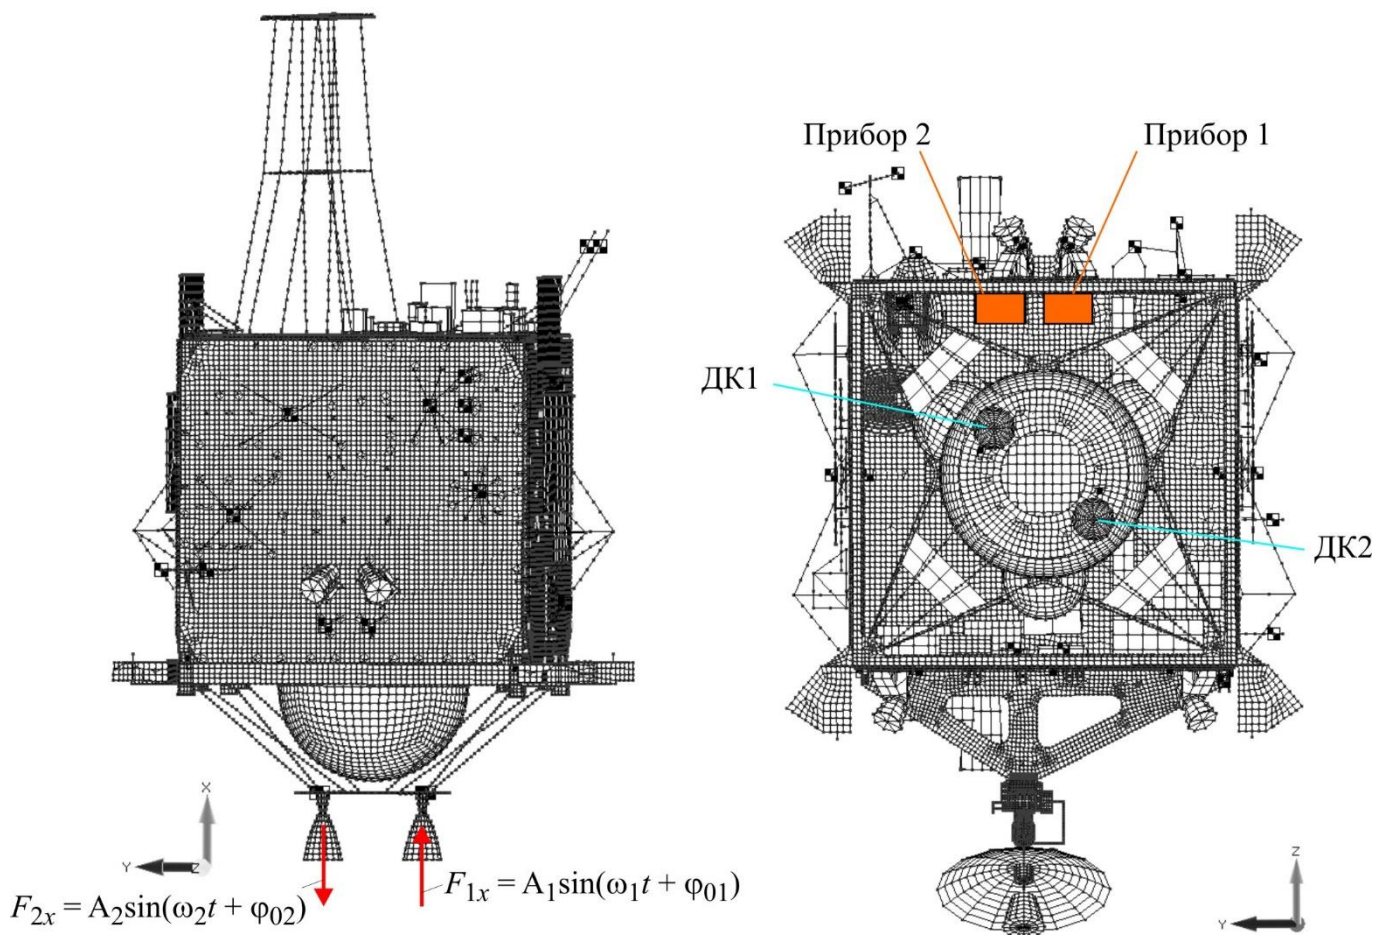 Прибор 2
Прибор 1
ДК1
ДК2
X
Y
Z
F₂ₓ = A₂sin(ω₂t + φ₀₂)
F₁ₓ = A₁sin(ω₁t + φ₀₁)
Z
Y